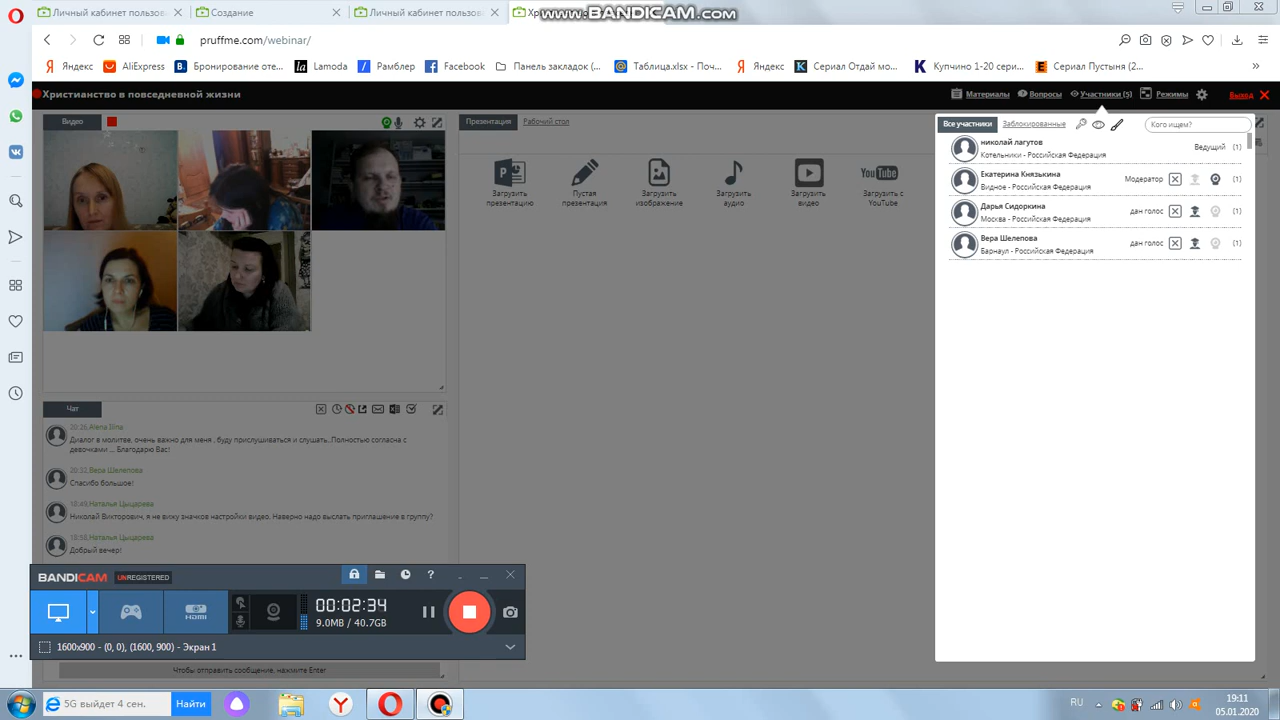 Личный кабинет пользова
Создание
Личный кабинет пользов
Хр
www.BANDICAM.com
pruffme.com/webinar/
Яндекс
AliExpress
Бронирование оте...
Lamoda
Рамблер
Facebook
Панель закладок (...
Таблица.xlsx - Поч...
Яндекс
Сериал Отдай мо...
Купчино 1-20 сери...
Сериал Пустыня (2...
Христианство в повседневной жизни
Материалы
Вопросы
Участники (5)
Режимы
Выход
Видео
Презентация
Рабочий стол
Все участники
Заблокированные
Кого ищем?
Загрузить презентацию
Пустая презентация
Загрузить изображение
Загрузить аудио
Загрузить видео
YouTube
Загрузить с YouTube
николай лагутов
Котельники - Российская Федерация
Ведущий (1)
Екатерина Князькина
Видное - Российская Федерация
Модератор (1)
Дарья Сидоркина
Москва - Российская Федерация
дан голос (1)
Вера Шелепова
Барнаул - Российская Федерация
дан голос (1)
Чат
20:26,Alena Ilina
Диалог в молитве, очень важно для меня , буду прислушиваться и слушать..Полностью согласна с
девочками ... Благодарю Вас!
20:32,Вера Шелепова
Спасибо большое!
18:49,Наталья Цыцарева
Николай Викторович, я не вижу значков настройки видео. Наверно надо выслать приглашение в группу?
18:58,Наталья Цыцарева
Добрый вечер!
BANDICAM UNREGISTERED
HDMI
00:02:34
9.0MB / 40.7GB
1600x900 - (0, 0), (1600, 900) - Экран 1
Чтобы отправить сообщение, нажмите Enter
5G выйдет 4 сен.
Найти
RU
19:11
05.01.2020